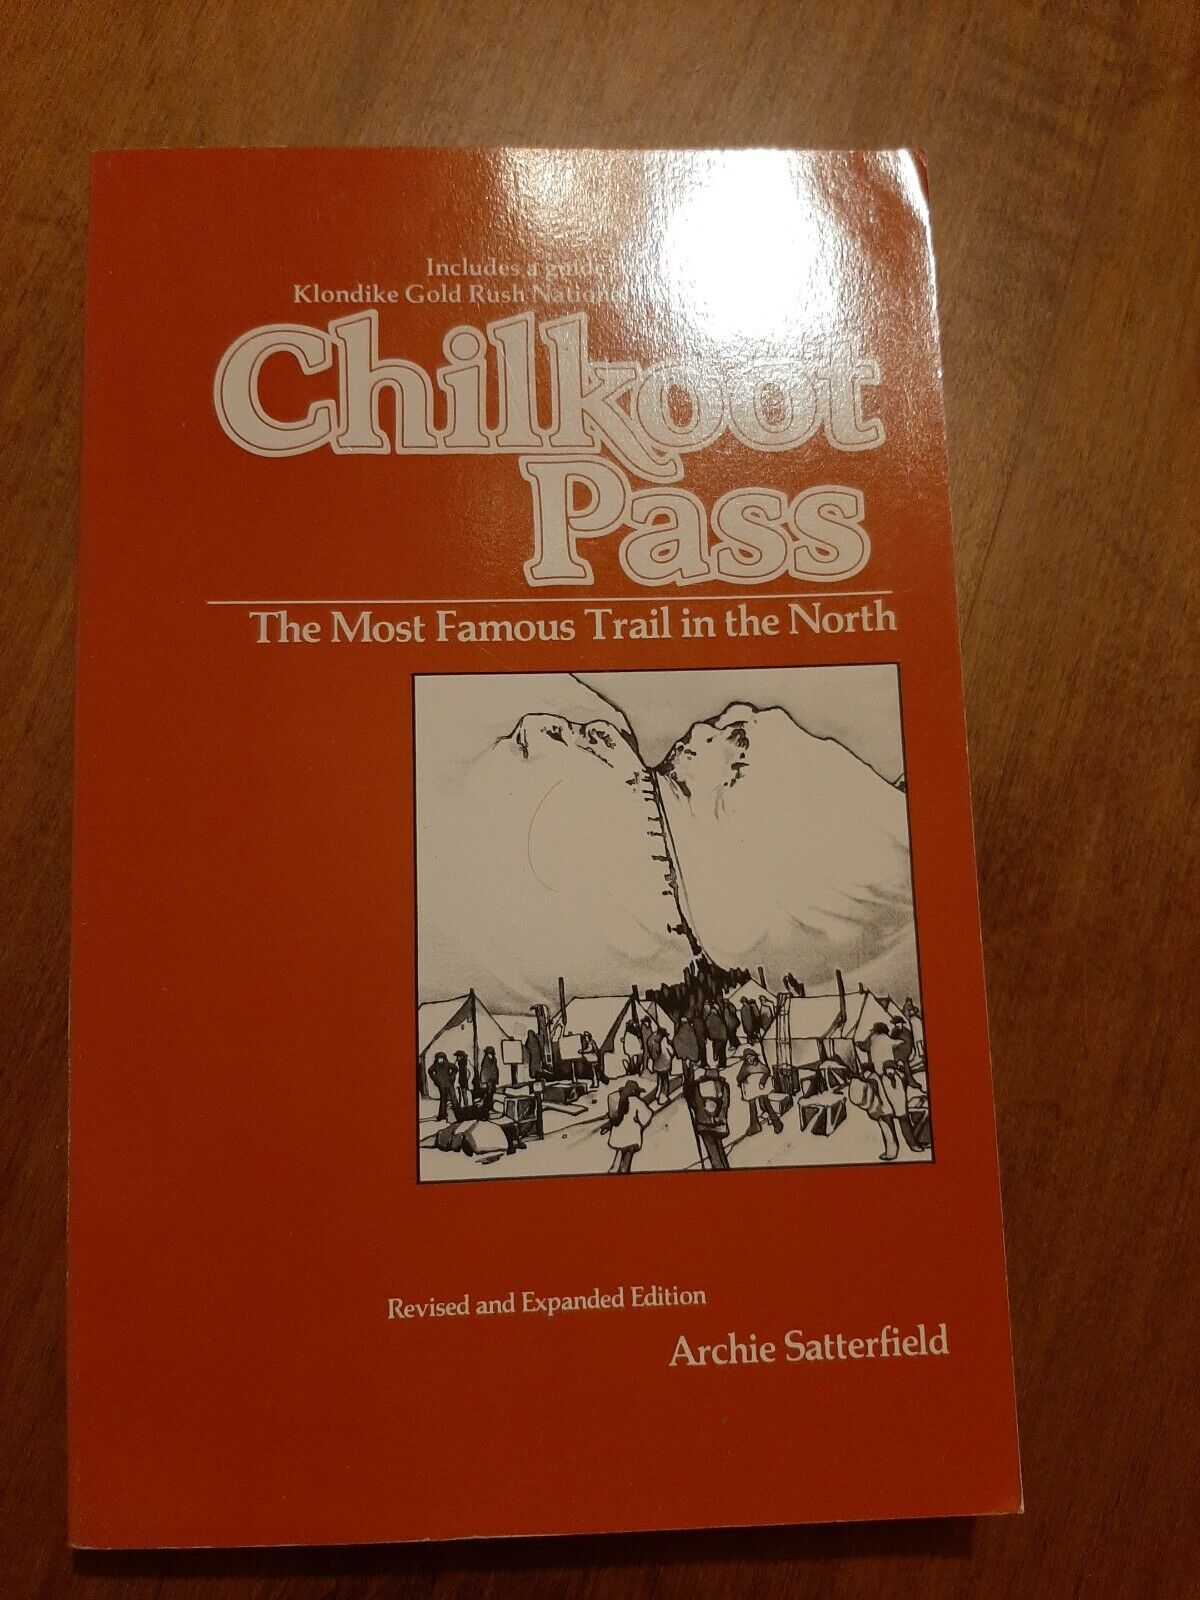 Includes a guide
Klondike Gold Rush National
Chilkoot
Pass
The Most Famous Trail in the North
Revised and Expanded Edition
Archie Satterfield